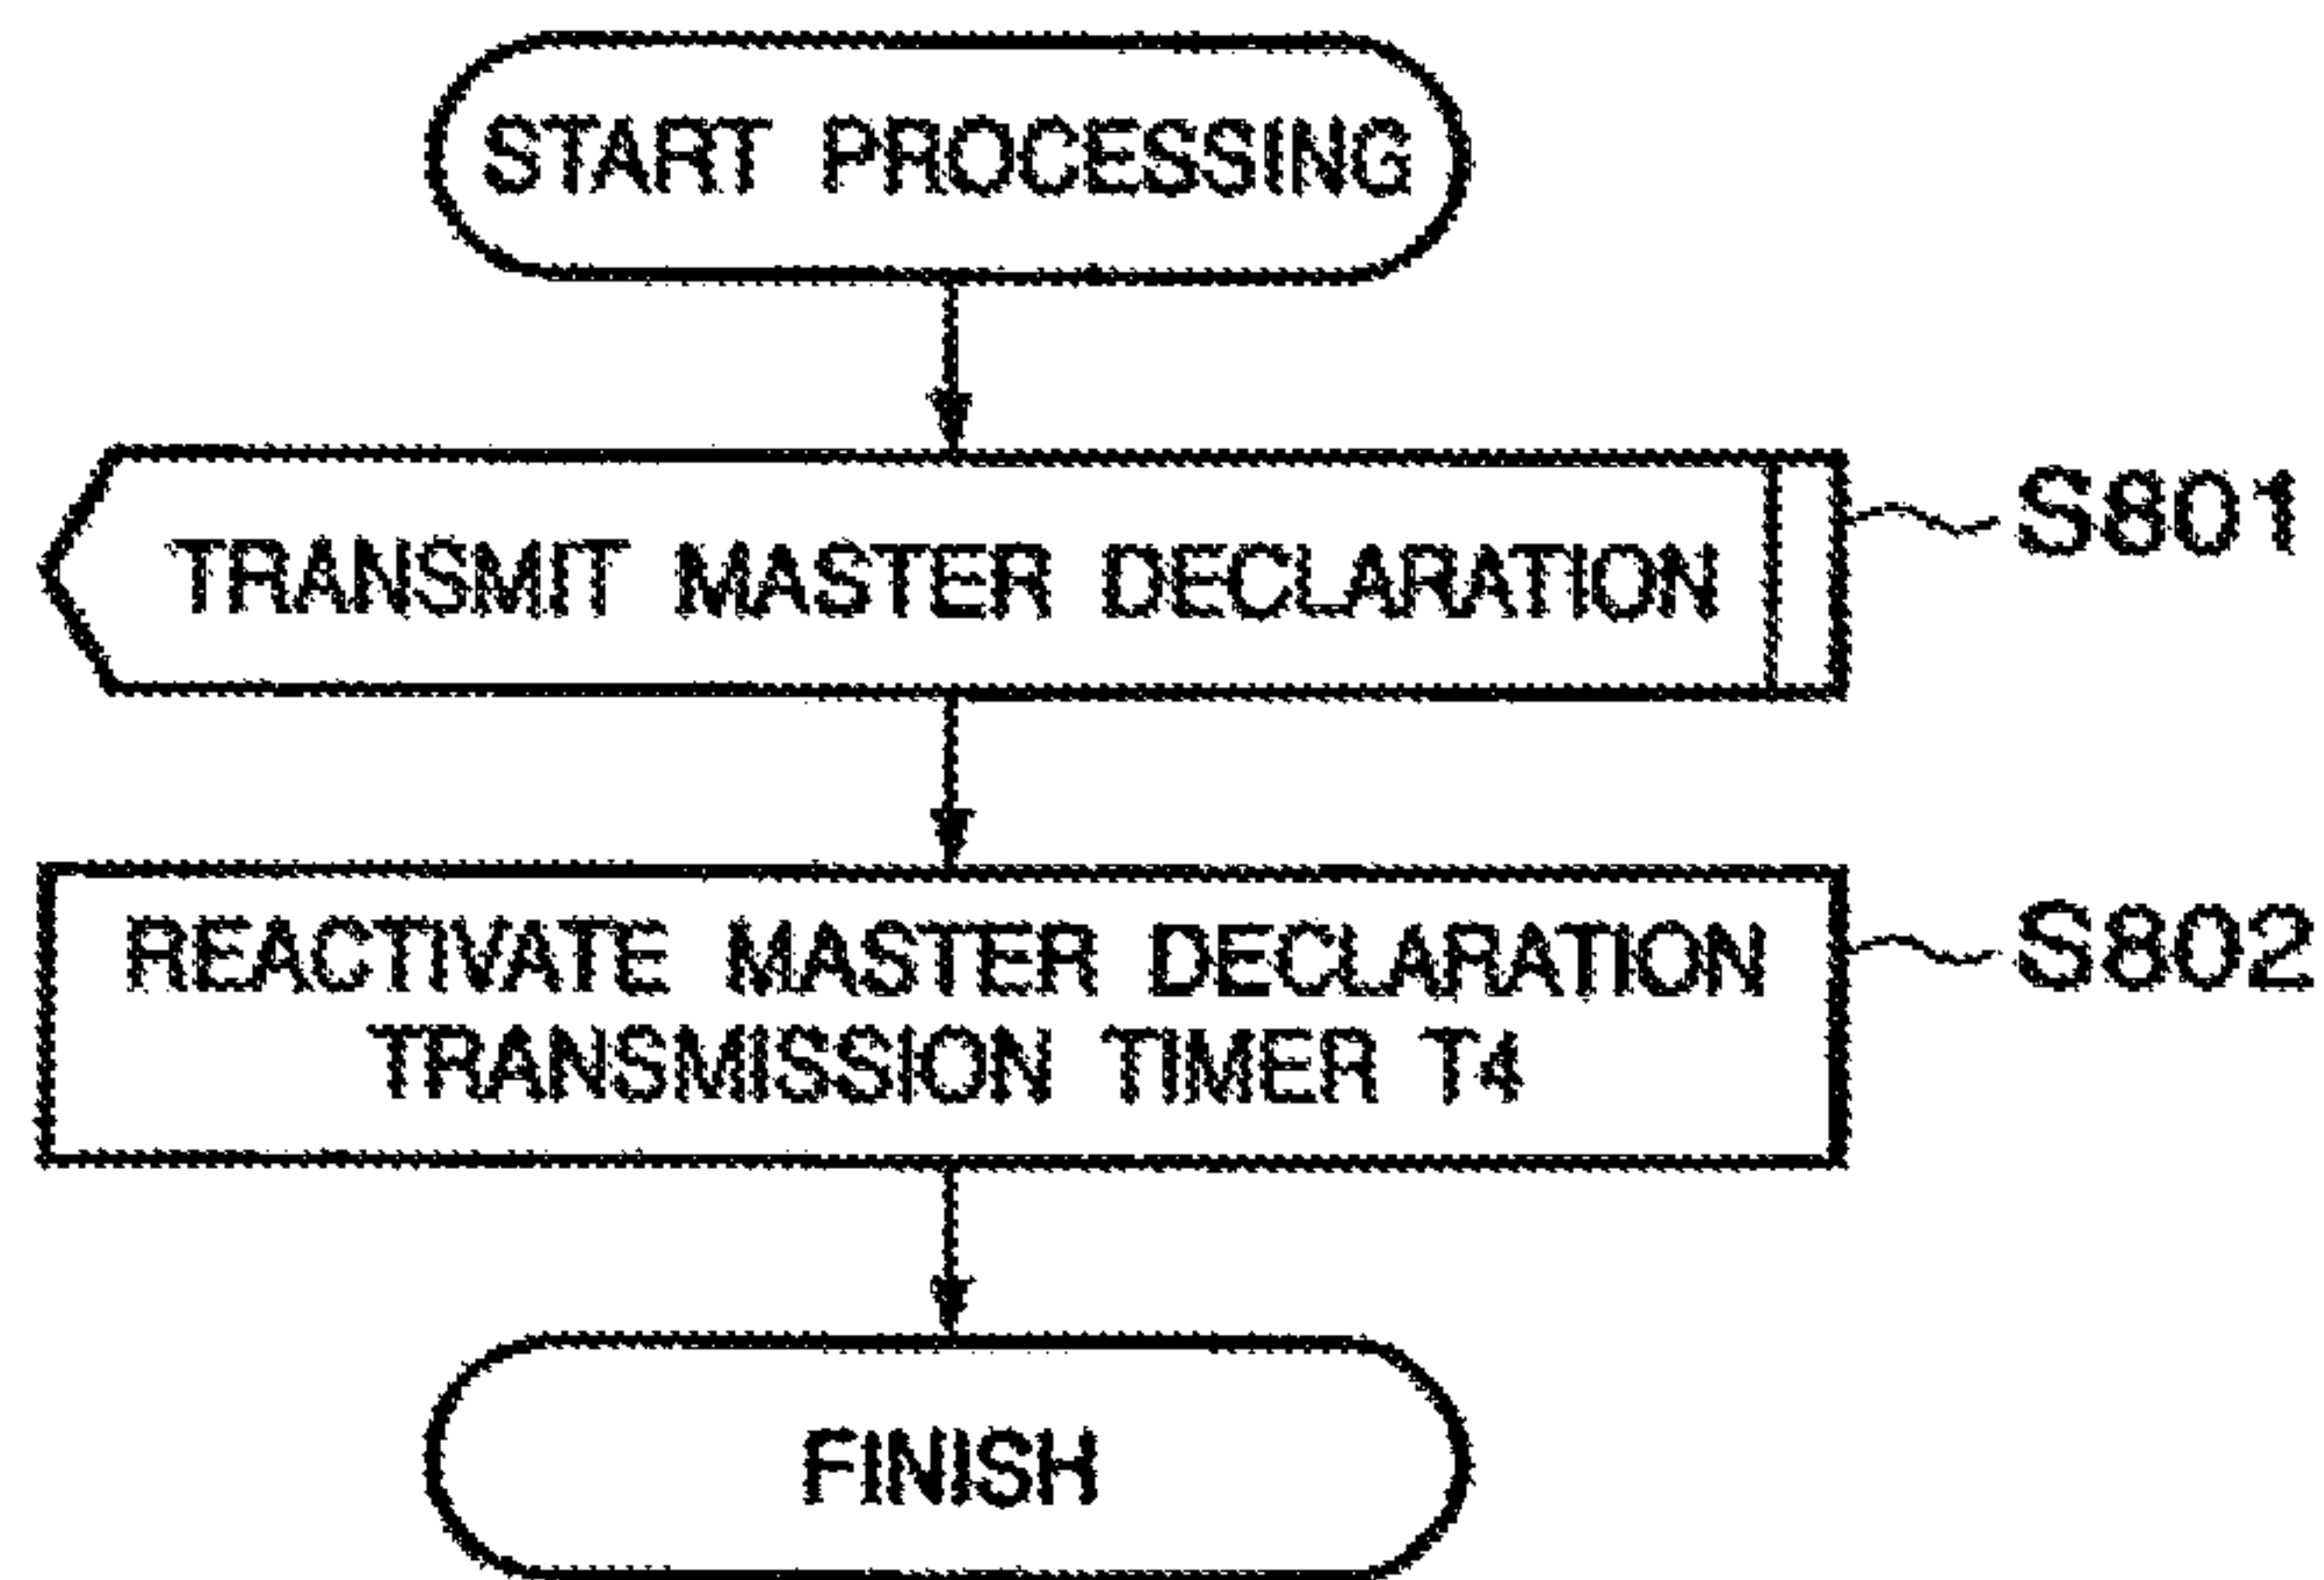 START PROCESSING
TRANSMIT MASTER DECLARATION
S801
REACTIVATE MASTER DECLARATION
TRANSMISSION TIMER T4
S802
FINISH